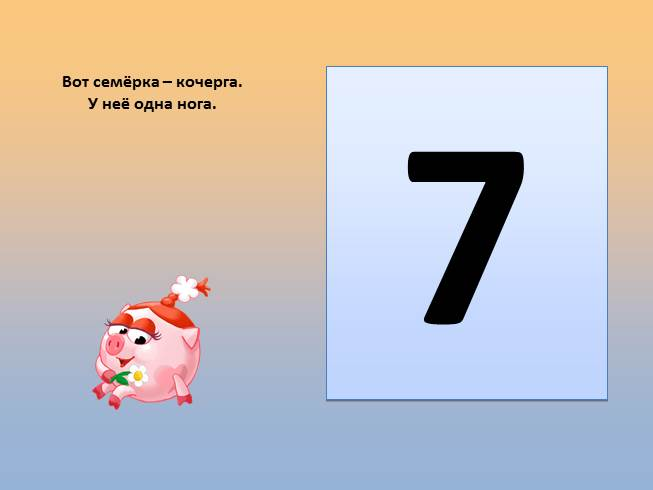 Вот семёрка – кочерга.
У неё одна нога.
7